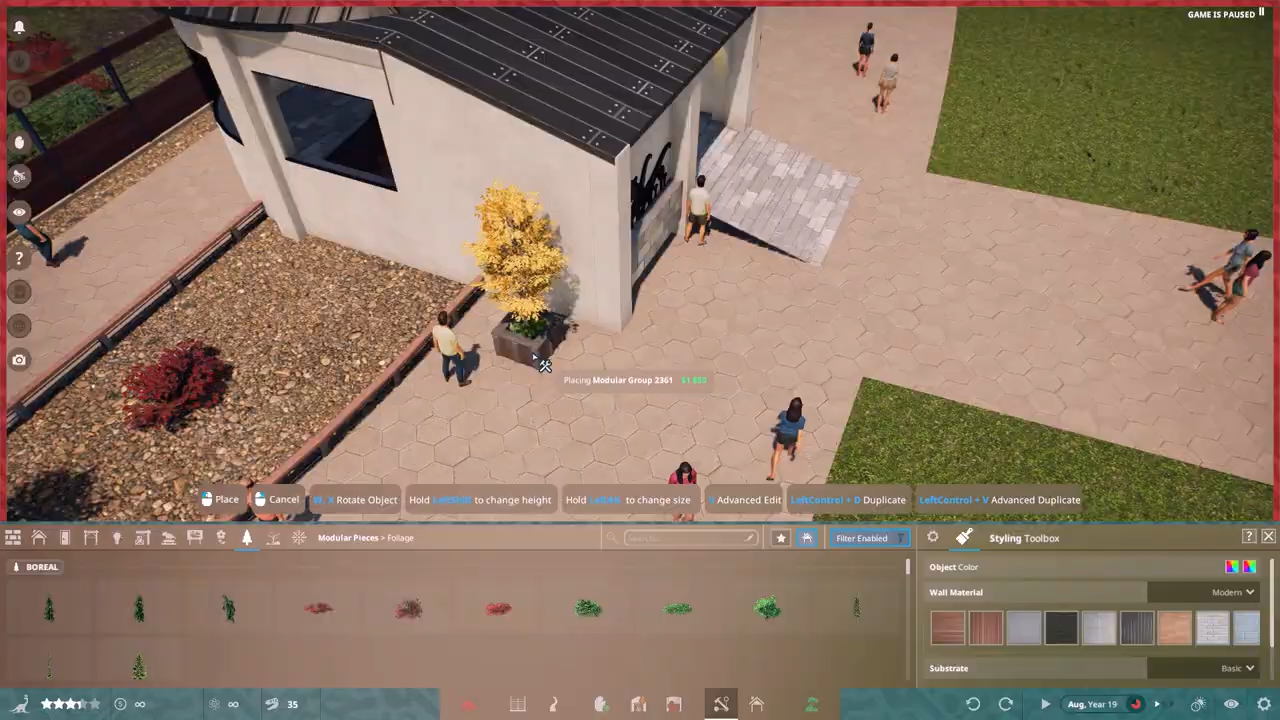 GAME IS PAUSED
?
Placing Modular Group 2361
Place
Cancel
Rotate Object
Hold LeftShift to change height
Hold LeftAlt to change size
Advanced Edit
LeftControl + D Duplicate
LeftControl + V Advanced Duplicate
Modular Pieces > Foliage
Filter Enabled
Styling Toolbox
?
BOREAL
Object Color
Wall Material
Modern
Substrate
Basic
∞
∞
35
Aug, Year 19